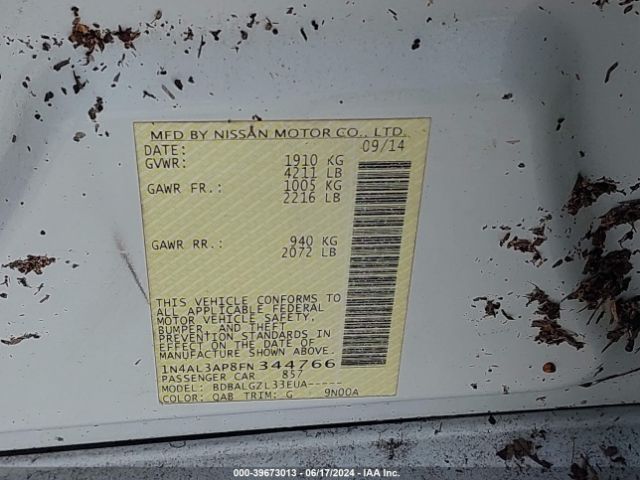 MFD BY NISSAN MOTOR CO., LTD.
DATE: 09/14
GVWR: 1910 KG
4211 LB
GAWR FR.: 1005 KG
2216 LB
GAWR RR.: 940 KG
2072 LB
THIS VEHICLE CONFORMS TO
ALL APPLICABLE FEDERAL
MOTOR VEHICLE SAFETY,
BUMPER, AND THEFT
PREVENTION STANDARDS IN
EFFECT ON THE DATE OF
MANUFACTURE SHOWN ABOVE.
1N4AL3AP8FN344766
PASSENGER CAR 857
MODEL: BDBALGZL33EUA-----
COLOR: QAB TRIM: G 9N00A
000-39673013 - 06/17/2024 - IAA Inc.